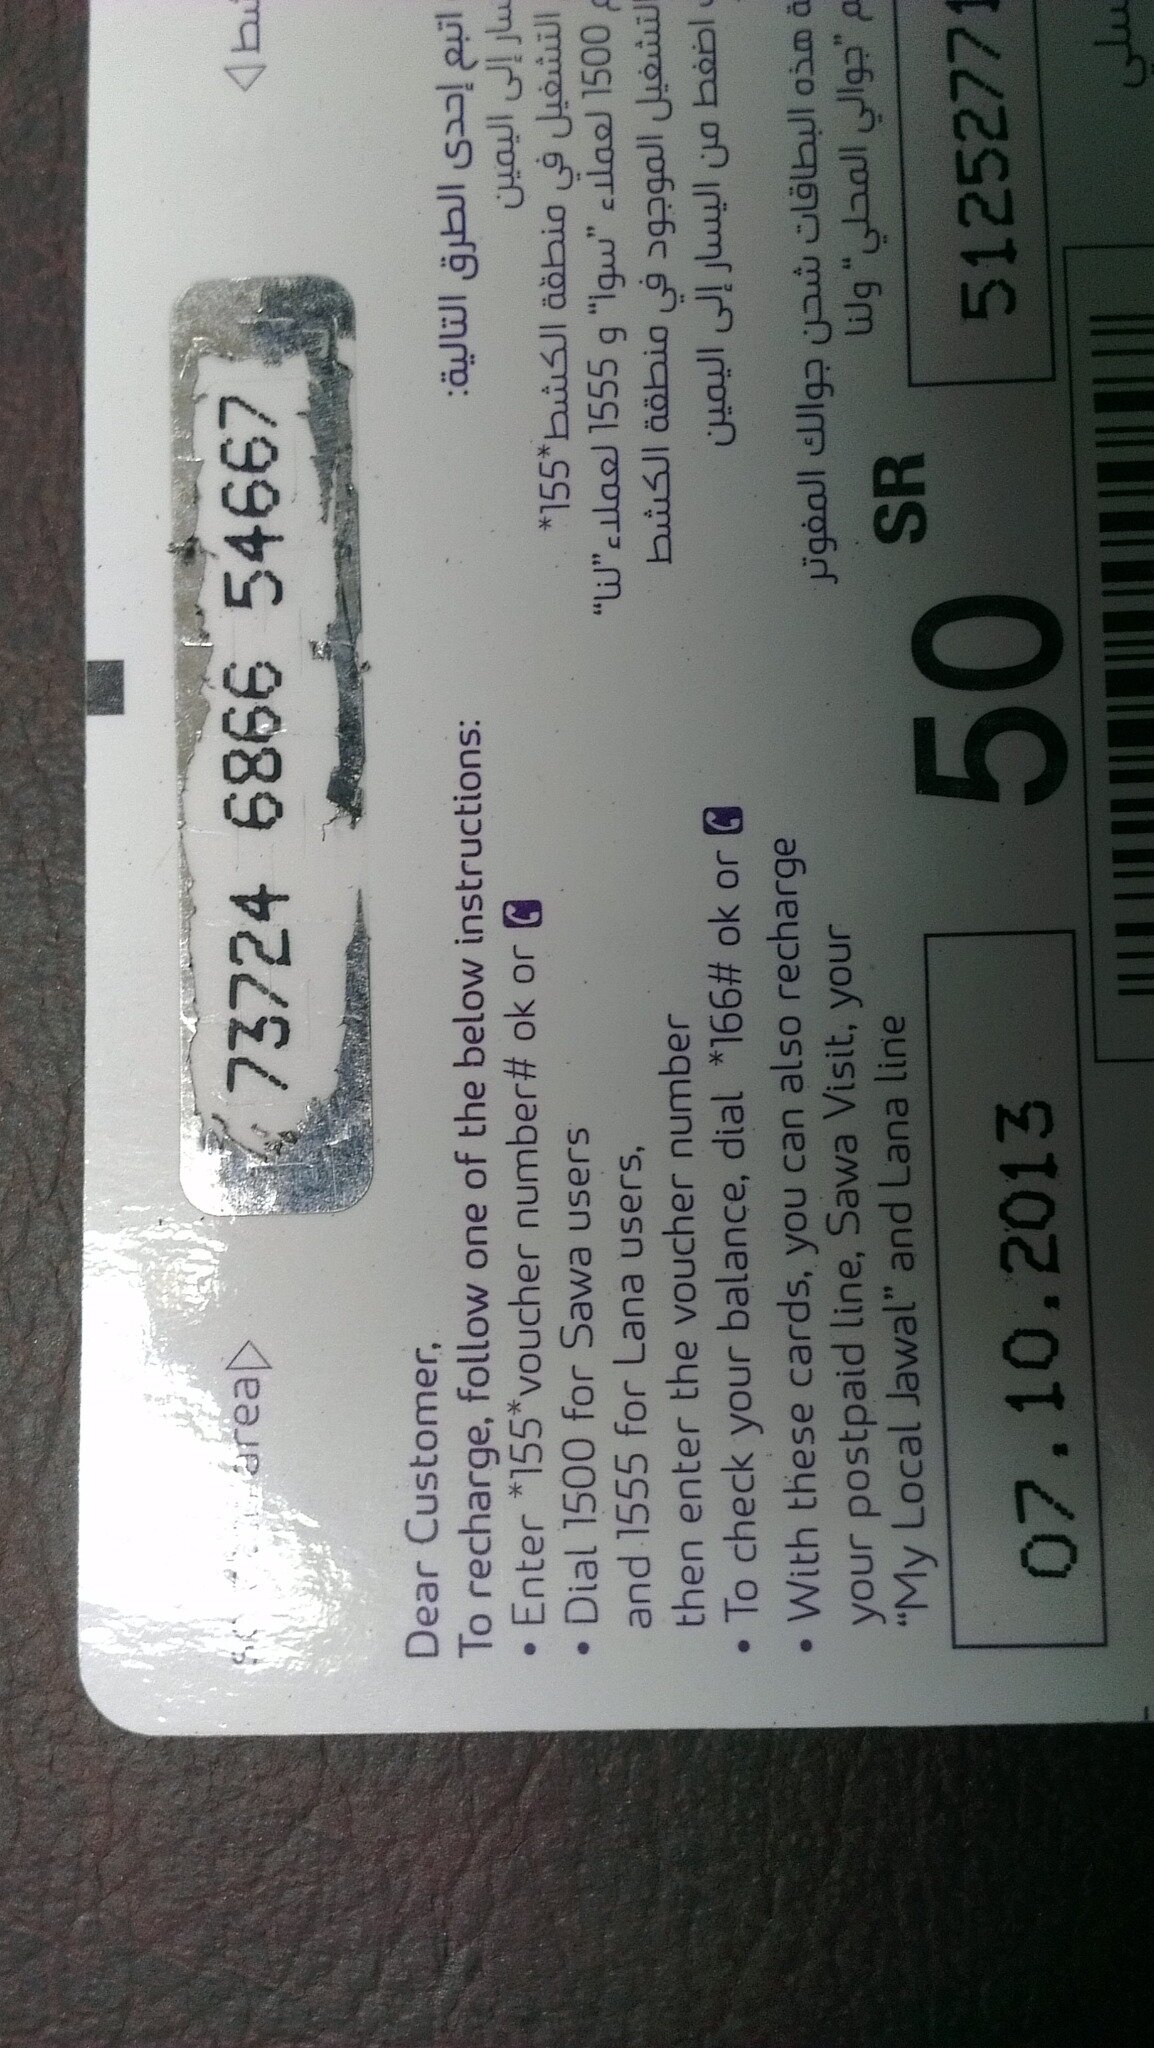 area
73724 6866 54667
Dear Customer,
To recharge, follow one of the below instructions:
• Enter *155*voucher number# ok or
• Dial 1500 for Sawa users
and 1555 for Lana users,
then enter the voucher number
• To check your balance, dial *166# ok or
• With these cards, you can also recharge
your postpaid line, Sawa Visit, your
“My Local Jawal” and Lana line
اتبع إحدى الطرق التالية:
إلى اليمين
التشغيل في منطقة الكشط*155*
1500 لعملاء "سوا" و 1555 لعملاء "لنا"
التشغيل الموجود في منطقة الكشط
اضغط من اليسار إلى اليمين
هذه البطاقات شحن جوالك المفوتر
"جوالي المحلي" ولنا
50 SR
07.10.2013
51252771